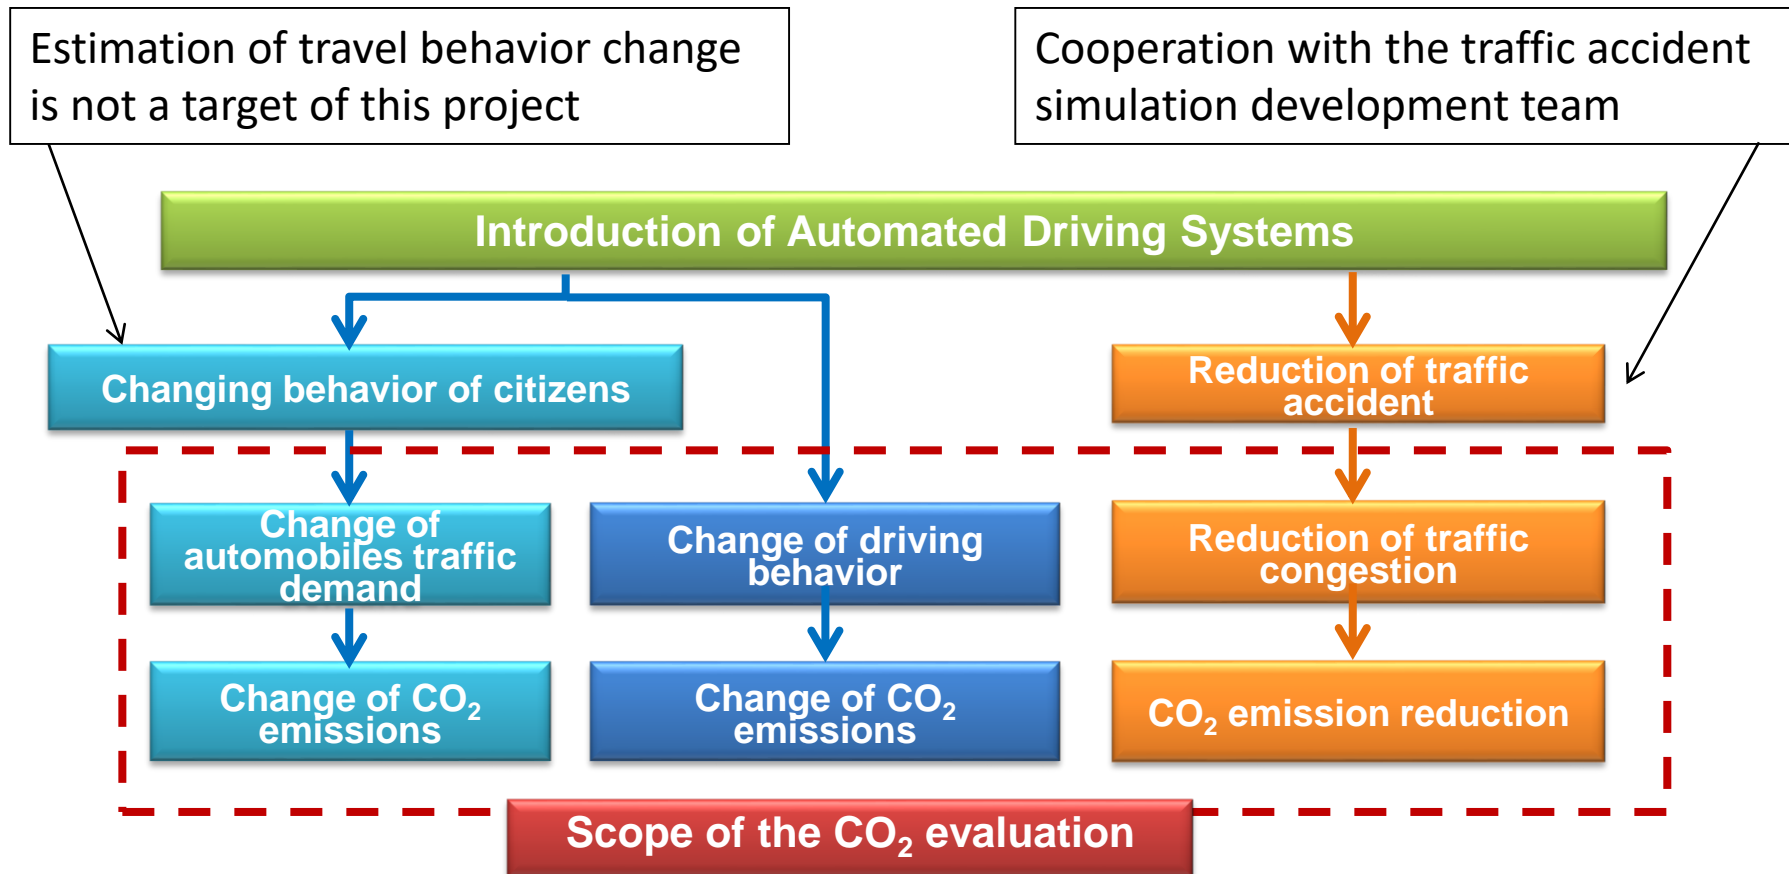 Estimation of travel behavior change
is not a target of this project
Cooperation with the traffic accident
simulation development team
Introduction of Automated Driving Systems
Changing behavior of citizens
Reduction of traffic
accident
Change of
automobiles traffic
demand
Change of driving
behavior
Reduction of traffic
congestion
Change of CO₂
emissions
Change of CO₂
emissions
CO₂ emission reduction
Scope of the CO₂ evaluation